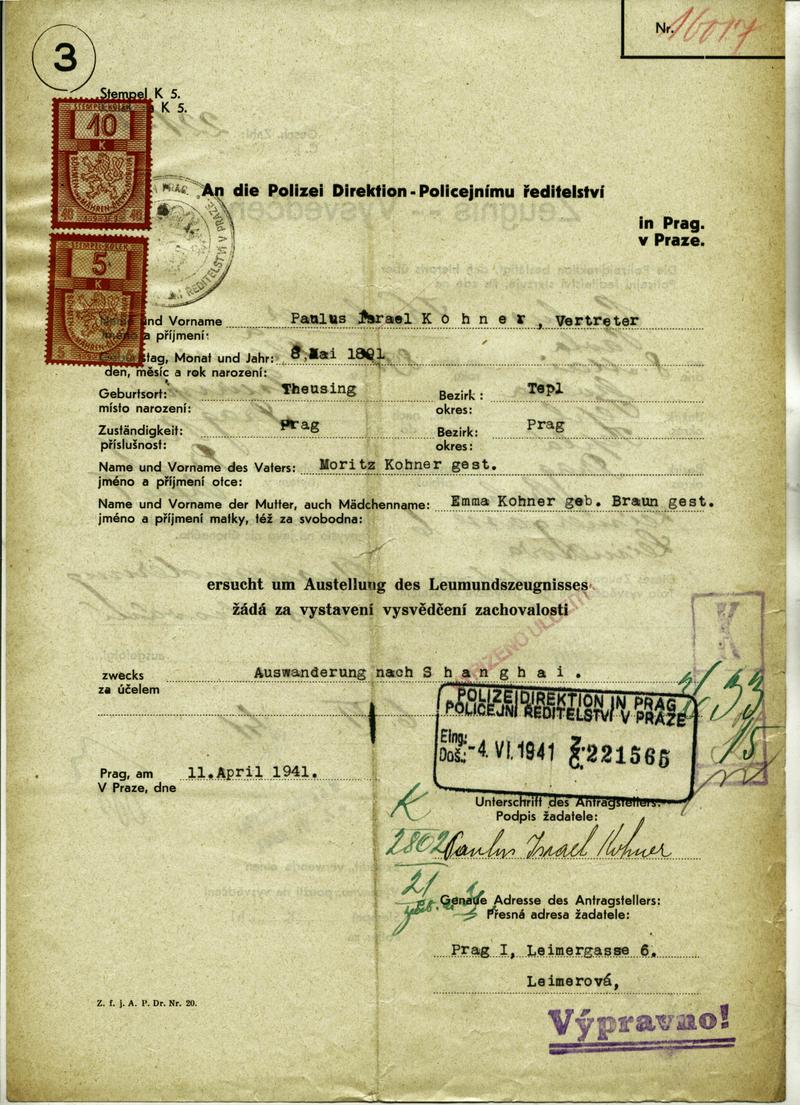 3
Nr. 16017
Stempel K 5.
a K 5.
10
K
5
K
An die Polizei Direktion - Policejnímu ředitelství
in Prag.
v Praze.
und Vorname Paulus Israel Kohner, Vertreter
a příjmení:
tag, Monat und Jahr: 8.Mai 1891
den, měsíc a rok narození:
Geburtsort: Theusing Bezirk: Tepl
místo narození: okres:
Zuständigkeit: Prag Bezirk: Prag
příslušnost: okres:
Name und Vorname des Vaters: Moritz Kohner gest.
jméno a příjmení otce:
Name und Vorname der Mutter, auch Mädchenname: Emma Kohner geb. Braun gest.
jméno a příjmení matky, též za svobodna:
ersucht um Austellung des Leumundszeugnisses
žádá za vystavení vysvědčení zachovalosti
K
zwecks Auswanderung nach Shanghai.
za účelem
POLIZEIDIREKTION IN PRAG
POLICEJNÍ ŘEDITELSTVÍ V PRAZE
Eing.:
Doš.: -4. VI. 1941 221565
15
Prag, am 11.April 1941.
V Praze, dne
Unterschrift des Antragstellers:
Podpis žadatele:
K
2802
21
Paulus Israel Kohner
Genaue Adresse des Antragstellers:
Přesná adresa žadatele:
Prag I, Leimergasse 6.
Leimerová,
Z. f. j. A. P. Dr. Nr. 20.
Výpravno!